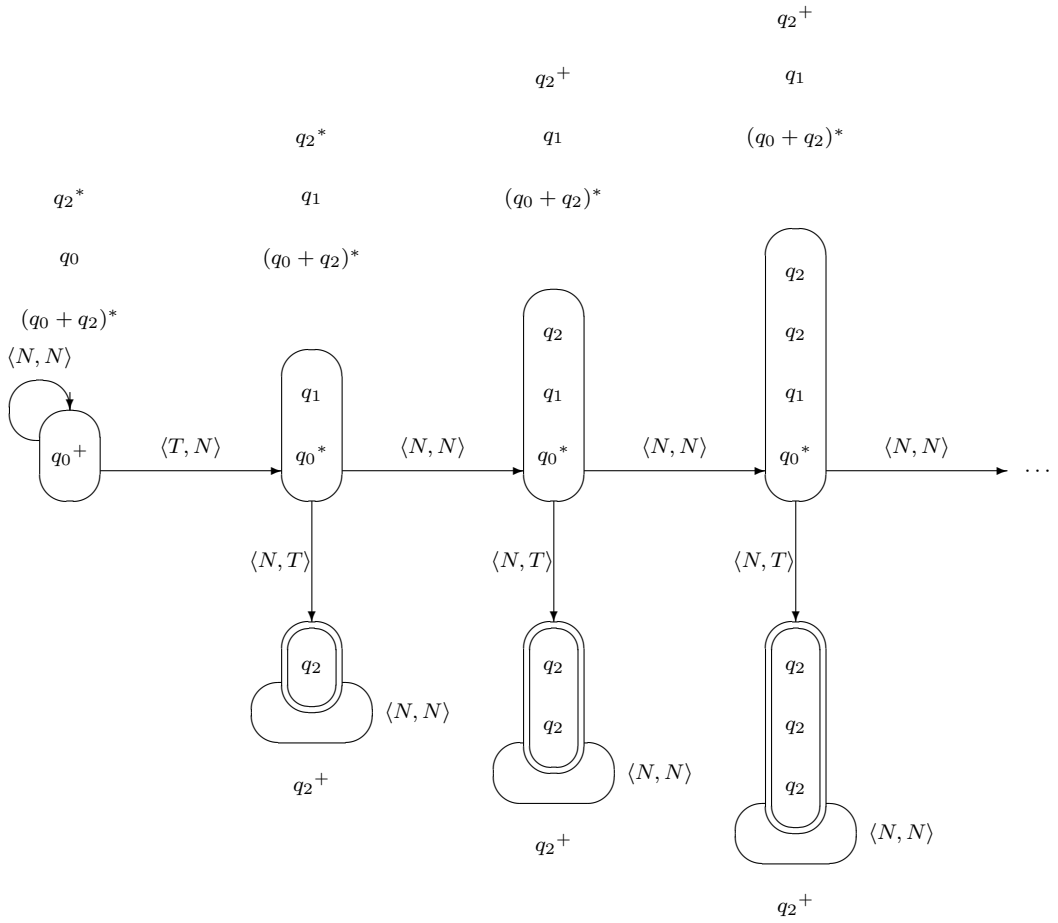 q₂⁺
q₂⁺ q₁
q₂* q₁ (q₀ + q₂)*
q₂* q₁ (q₀ + q₂)*
q₀ (q₀ + q₂)* q₂
(q₀ + q₂)* q₂ q₂
⟨N, N⟩ q₁ q₁ q₁
q₀⁺ ⟨T, N⟩ q₀* ⟨N, N⟩ q₀* ⟨N, N⟩ q₀* ⟨N, N⟩ ···
⟨N, T⟩ ⟨N, T⟩ ⟨N, T⟩
q₂ q₂ q₂
⟨N, N⟩ q₂ q₂
q₂⁺ ⟨N, N⟩ q₂
q₂⁺ ⟨N, N⟩
q₂⁺